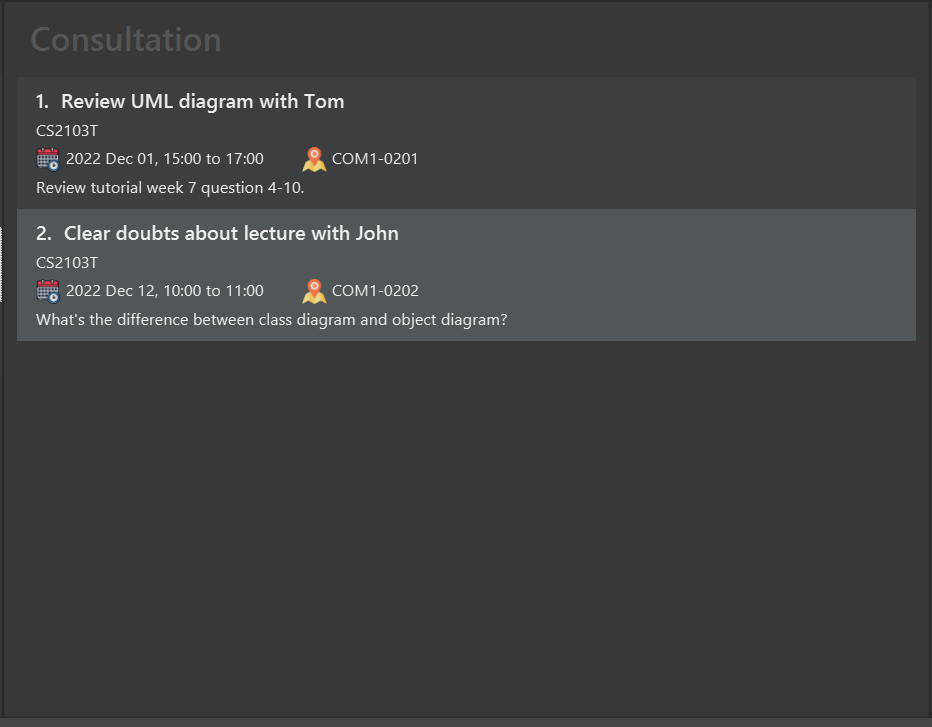 Consultation
1. Review UML diagram with Tom
CS2103T
2022 Dec 01, 15:00 to 17:00 COM1-0201
Review tutorial week 7 question 4-10.
2. Clear doubts about lecture with John
CS2103T
2022 Dec 12, 10:00 to 11:00 COM1-0202
What's the difference between class diagram and object diagram?